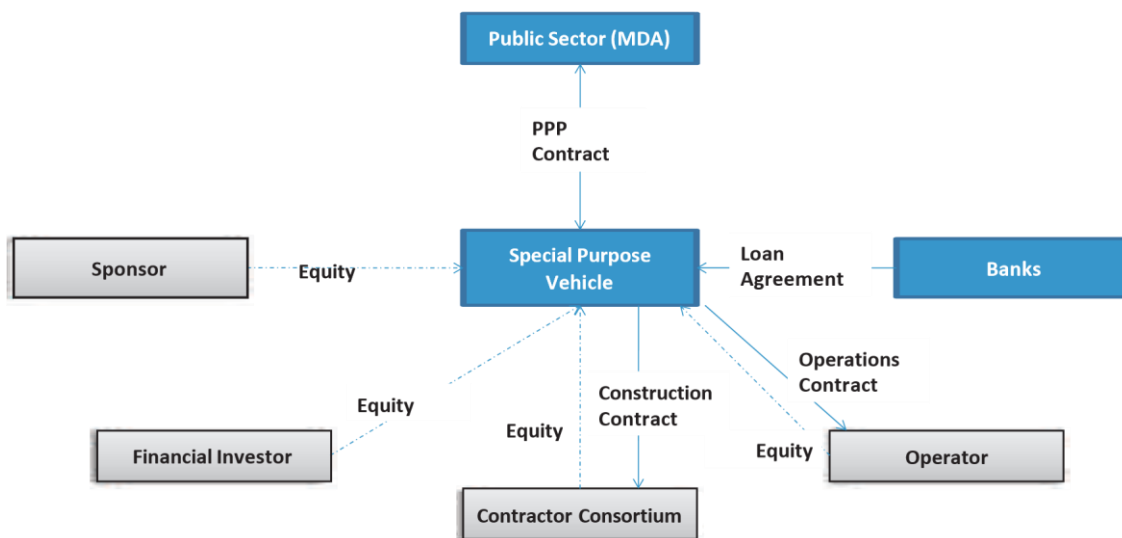 Public Sector (MDA)
PPP
Contract
Sponsor
Equity
Special Purpose
Vehicle
Loan
Agreement
Banks
Operations
Contract
Equity
Construction
Contract
Equity
Equity
Financial Investor
Operator
Contractor Consortium